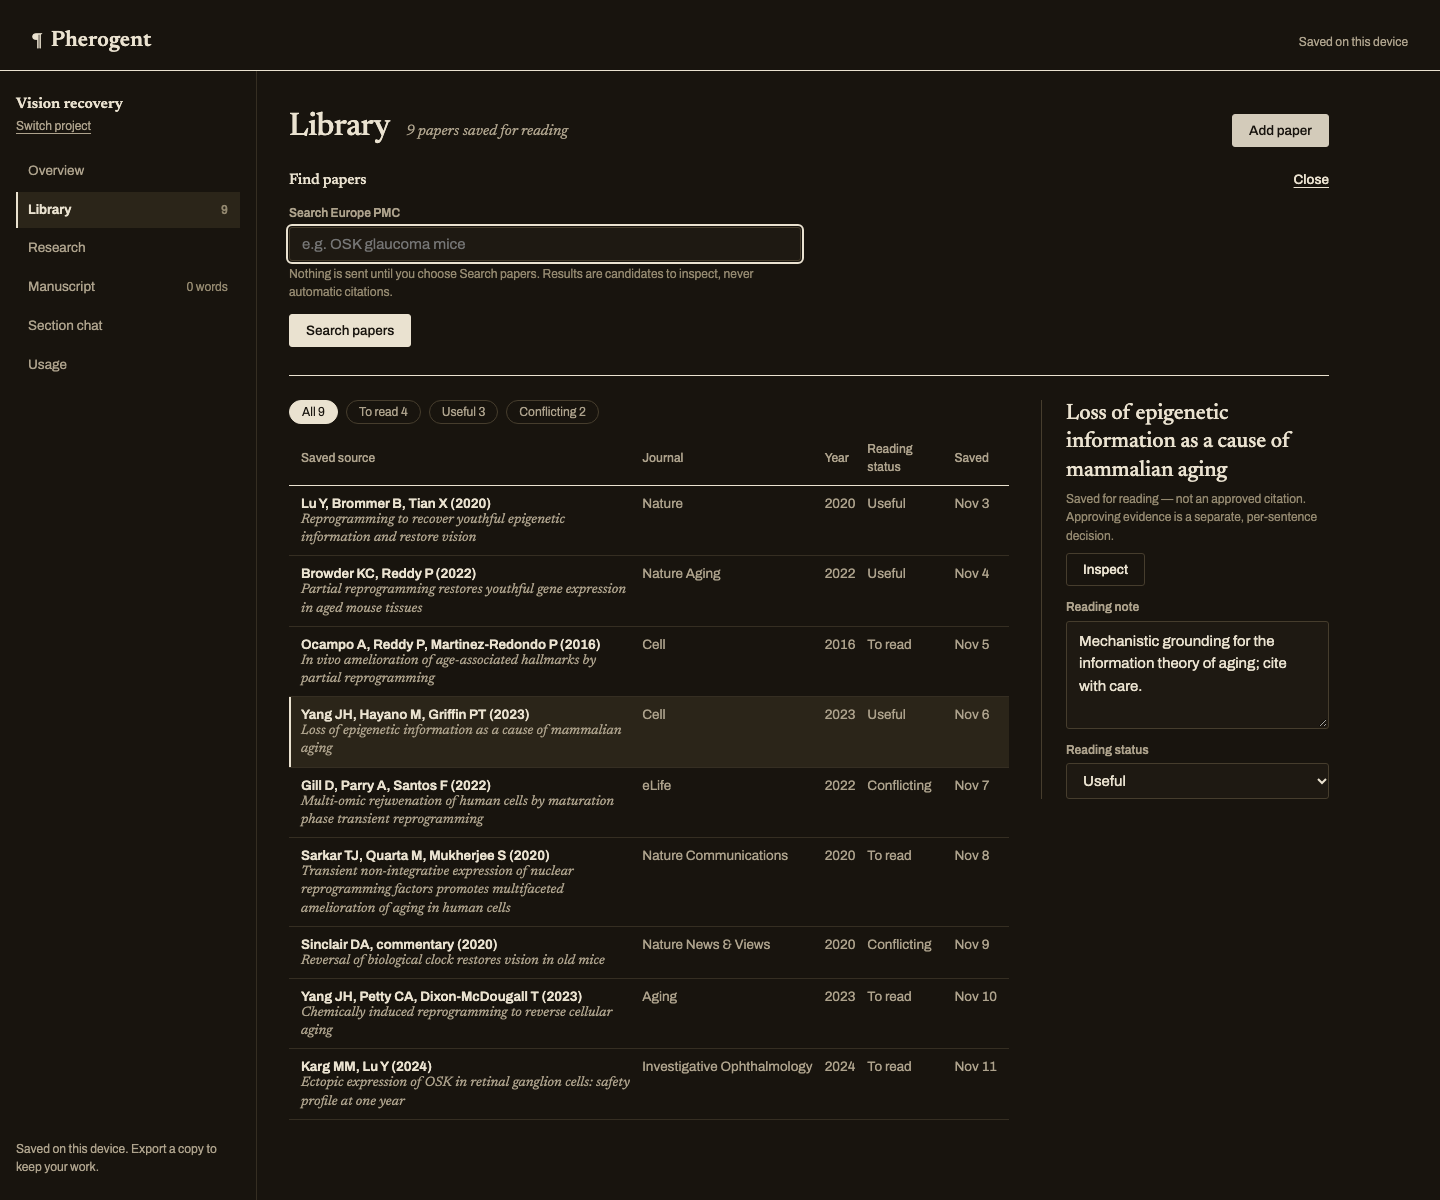 ¶ Pherogent
Saved on this device
Vision recovery
Switch project
Overview
Library 9
Research
Manuscript 0 words
Section chat
Usage
Saved on this device. Export a copy to
keep your work.
Library 9 papers saved for reading
Add paper
Find papers
Close
Search Europe PMC
e.g. OSK glaucoma mice
Nothing is sent until you choose Search papers. Results are candidates to inspect, never
automatic citations.
Search papers
All 9 To read 4 Useful 3 Conflicting 2
Saved source Journal Year Reading status Saved
Lu Y, Brommer B, Tian X (2020) Nature 2020 Useful Nov 3
Reprogramming to recover youthful epigenetic
information and restore vision
Browder KC, Reddy P (2022) Nature Aging 2022 Useful Nov 4
Partial reprogramming restores youthful gene expression
in aged mouse tissues
Ocampo A, Reddy P, Martinez-Redondo P (2016) Cell 2016 To read Nov 5
In vivo amelioration of age-associated hallmarks by
partial reprogramming
Yang JH, Hayano M, Griffin PT (2023) Cell 2023 Useful Nov 6
Loss of epigenetic information as a cause of mammalian
aging
Gill D, Parry A, Santos F (2022) eLife 2022 Conflicting Nov 7
Multi-omic rejuvenation of human cells by maturation
phase transient reprogramming
Sarkar TJ, Quarta M, Mukherjee S (2020) Nature Communications 2020 To read Nov 8
Transient non-integrative expression of nuclear
reprogramming factors promotes multifaceted
amelioration of aging in human cells
Sinclair DA, commentary (2020) Nature News & Views 2020 Conflicting Nov 9
Reversal of biological clock restores vision in old mice
Yang JH, Petty CA, Dixon-McDougall T (2023) Aging 2023 To read Nov 10
Chemically induced reprogramming to reverse cellular
aging
Karg MM, Lu Y (2024) Investigative Ophthalmology 2024 To read Nov 11
Ectopic expression of OSK in retinal ganglion cells: safety
profile at one year
Loss of epigenetic
information as a cause of
mammalian aging
Saved for reading — not an approved citation.
Approving evidence is a separate, per-sentence
decision.
Inspect
Reading note
Mechanistic grounding for the
information theory of aging; cite
with care.
Reading status
Useful